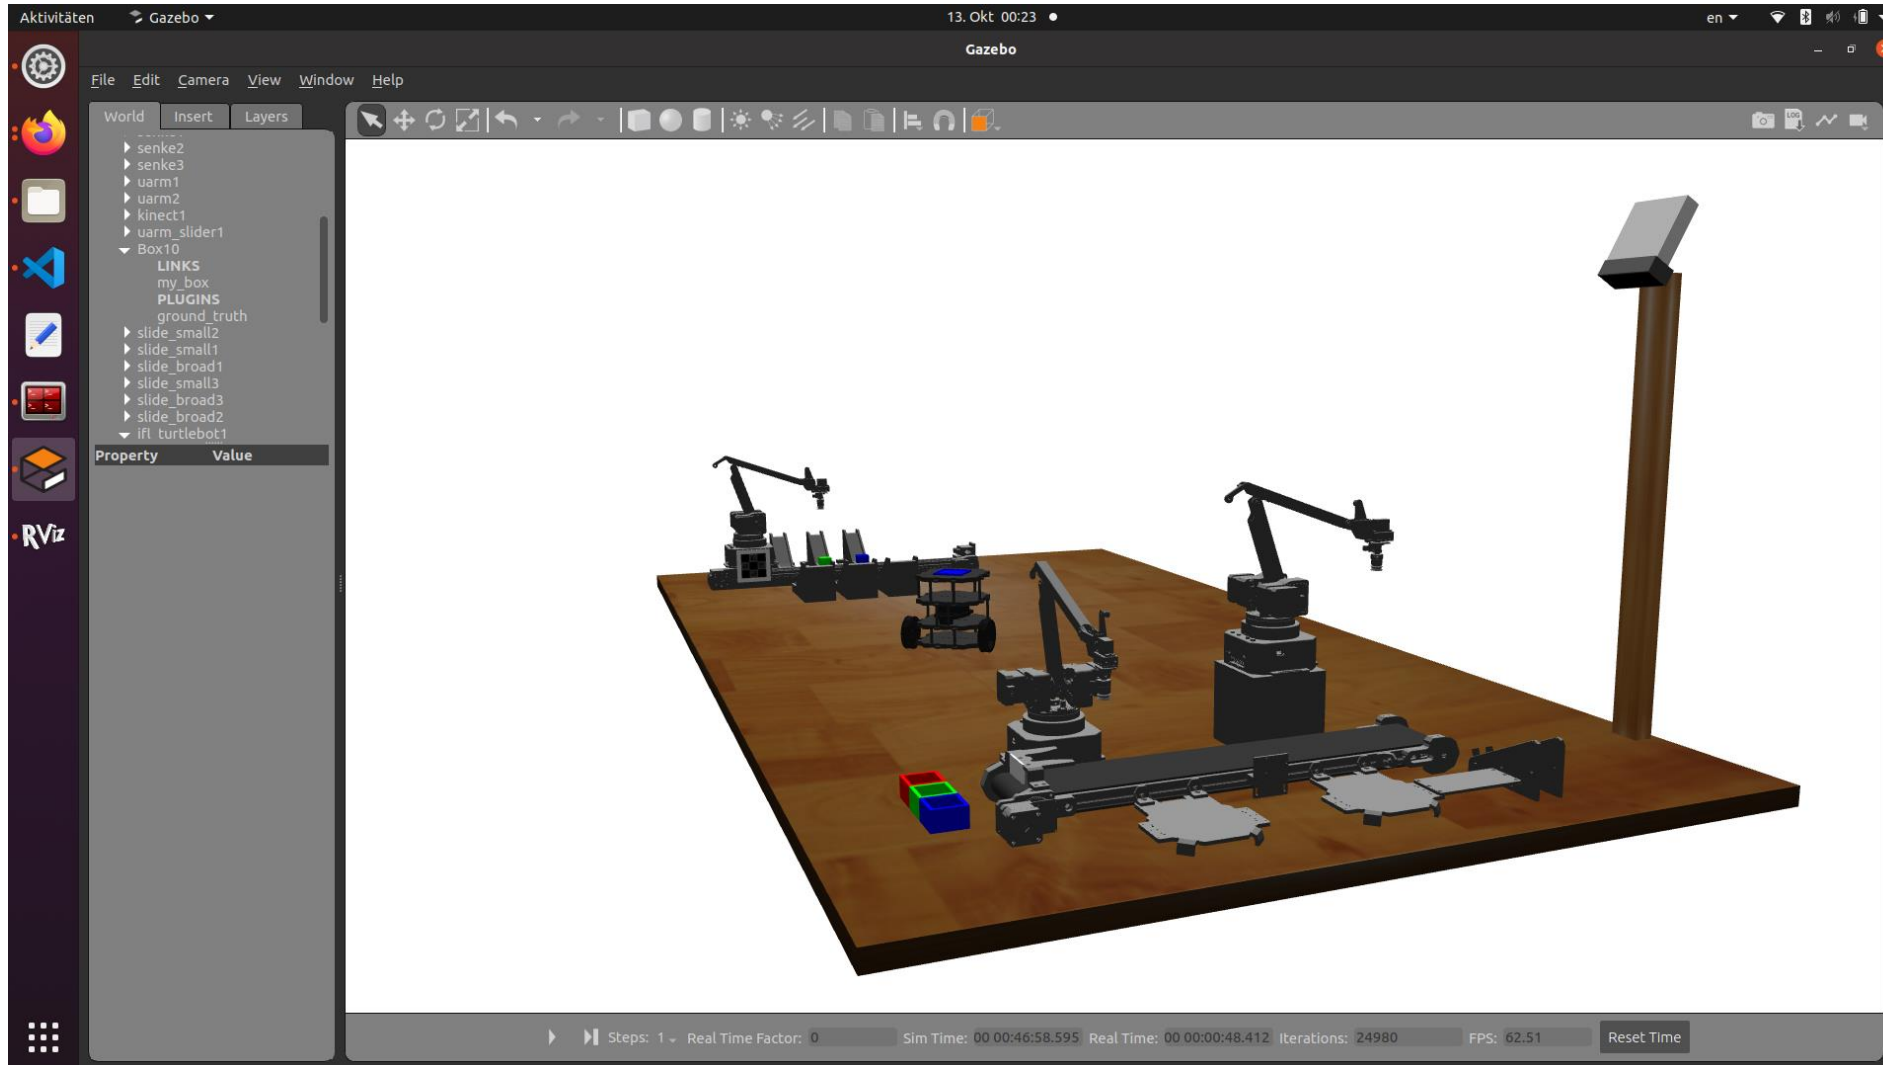 Aktivitäten Gazebo 13. Okt 00:23 en
Gazebo
File Edit Camera View Window Help
World Insert Layers
senke2
senke3
uarm1
uarm2
kinect1
uarm_slider1
Box10
LINKS
my_box
PLUGINS
ground_truth
slide_small2
slide_small1
slide_broad1
slide_small3
slide_broad3
slide_broad2
ifl_turtlebot1
Property Value
LOG
RViz
Steps: 1 Real Time Factor: 0 Sim Time: 00 00:46:58.595 Real Time: 00 00:00:48.412 Iterations: 24980 FPS: 62.51 Reset Time